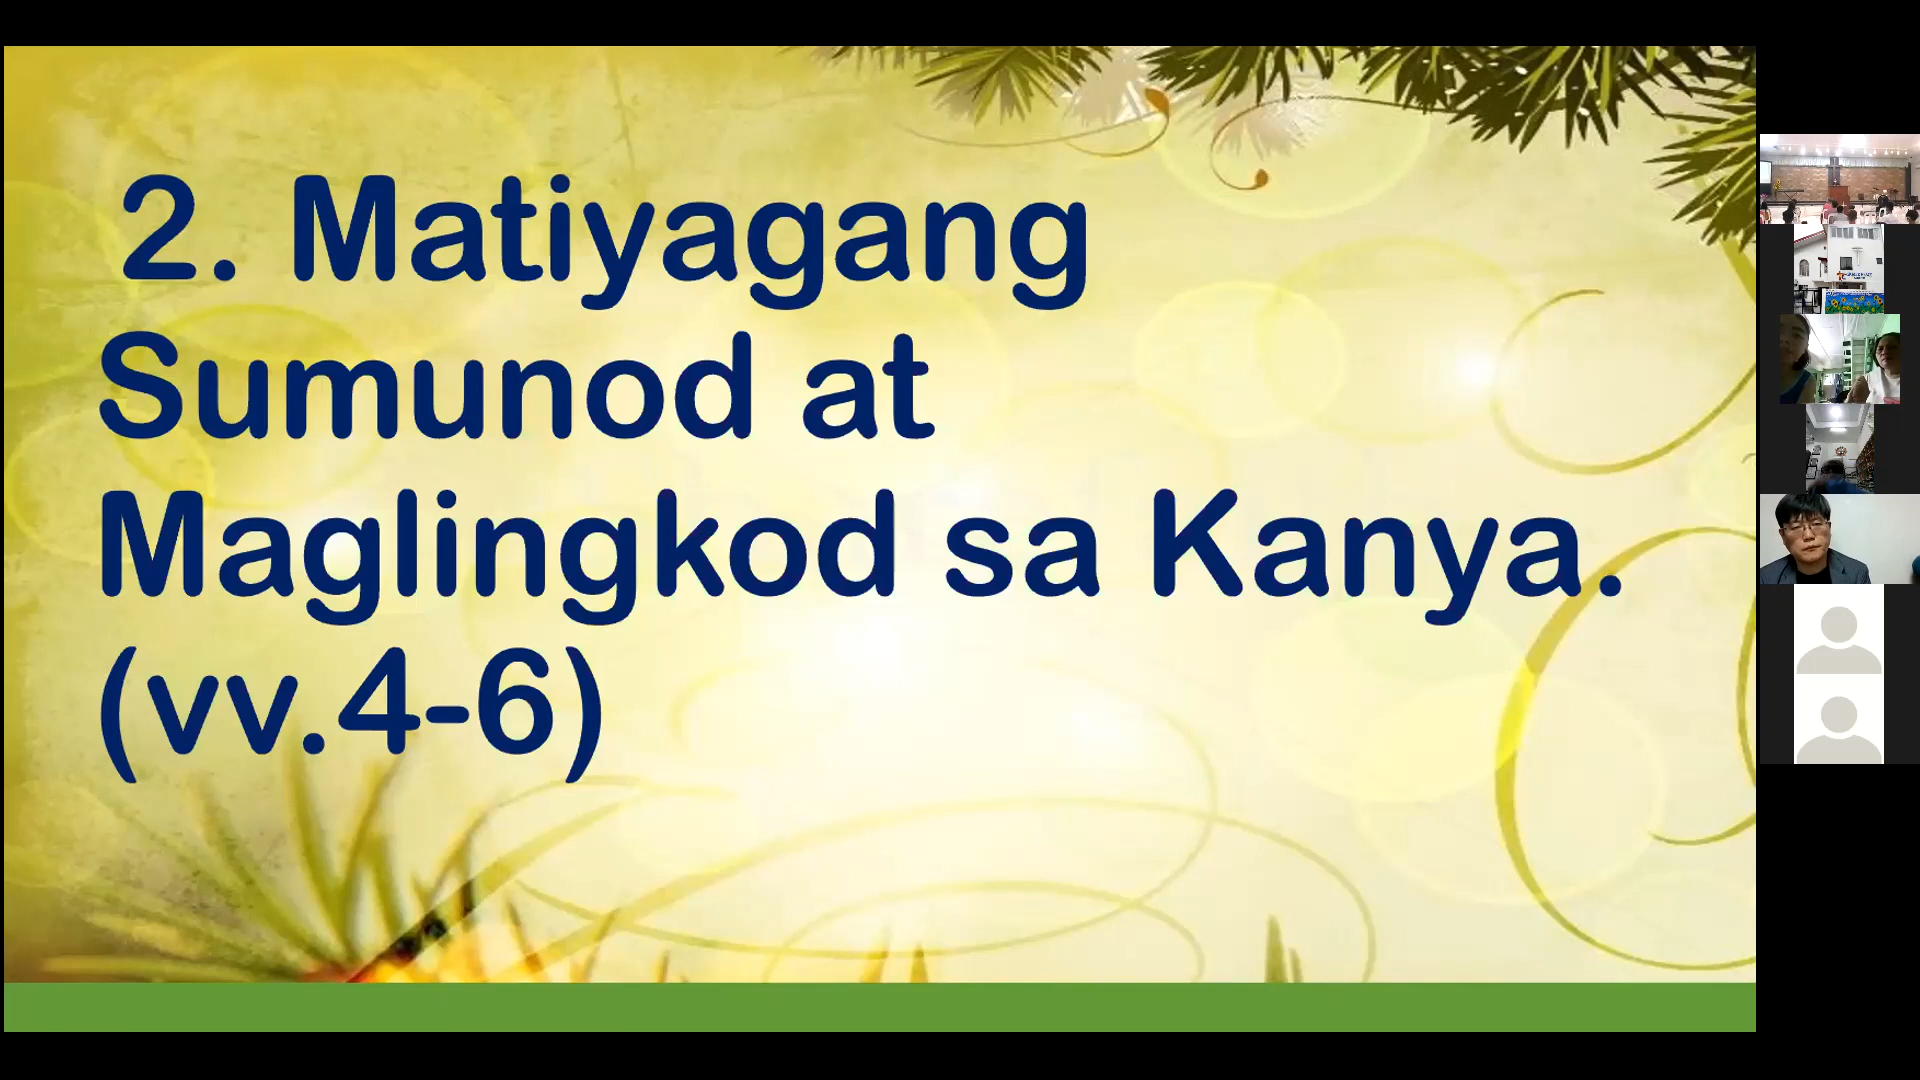 2. Matiyagang
Sumunod at
Maglingkod sa Kanya.
(vv.4-6)